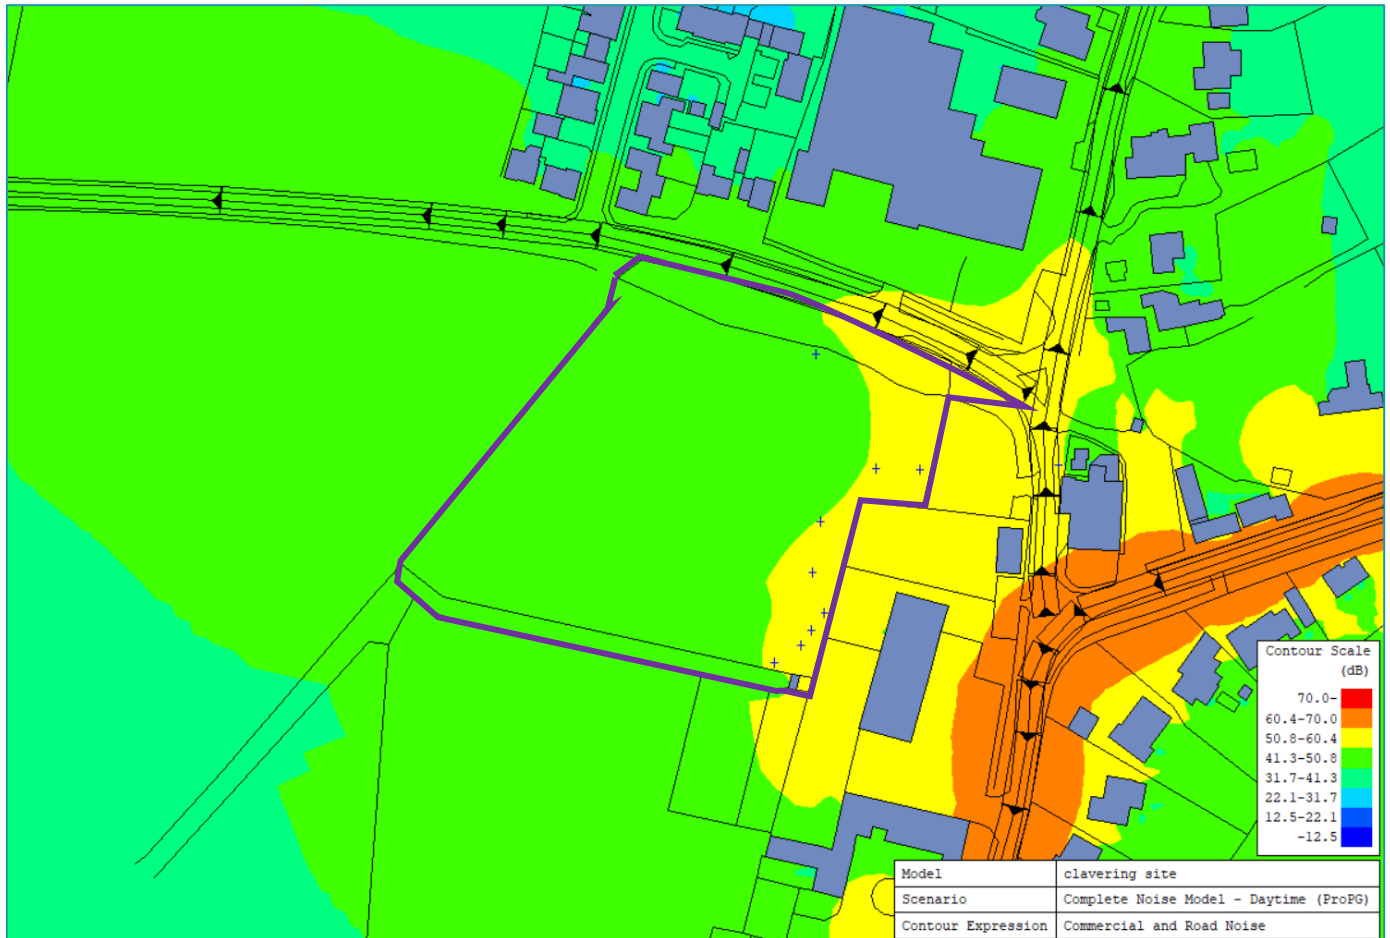 Contour Scale
(dB)
70.0-
60.4-70.0
50.8-60.4
41.3-50.8
31.7-41.3
22.1-31.7
12.5-22.1
-12.5
Model clavering site
Scenario Complete Noise Model - Daytime (ProPG)
Contour Expression Commercial and Road Noise